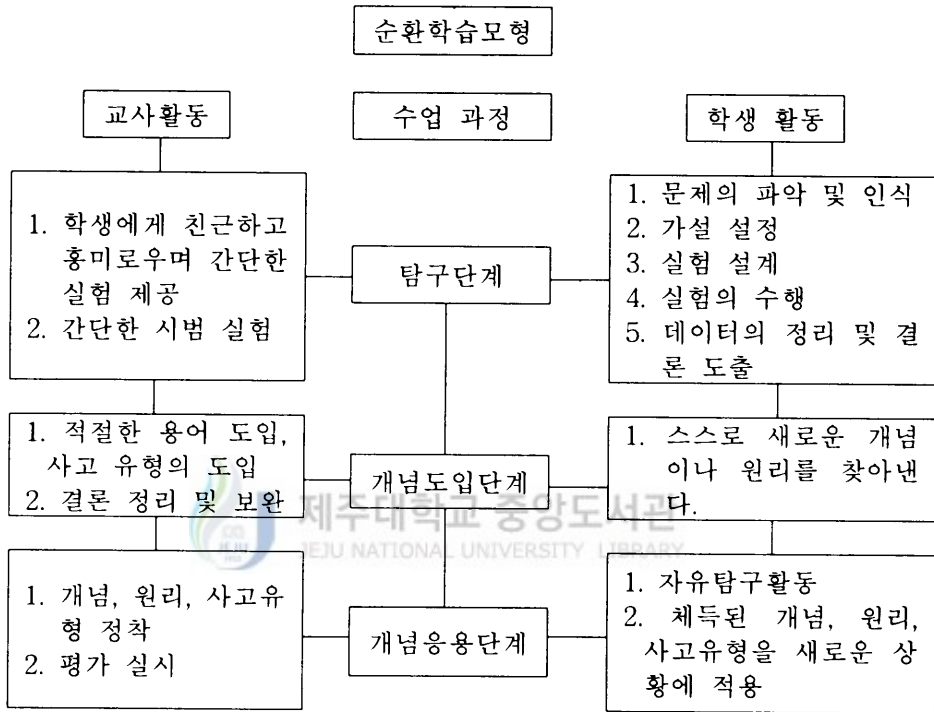 순환학습모형
교사활동
수업 과정
학생 활동
1. 학생에게 친근하고
흥미로우며 간단한
실험 제공
2. 간단한 시범 실험
탐구단계
1. 문제의 파악 및 인식
2. 가설 설정
3. 실험 설계
4. 실험의 수행
5. 데이터의 정리 및 결
론 도출
1. 적절한 용어 도입,
사고 유형의 도입
2. 결론 정리 및 보완
개념도입단계
1. 스스로 새로운 개념
이나 원리를 찾아낸
다.
제주대학교 중앙도서관
JEJU NATIONAL UNIVERSITY LIBRARY
1. 개념, 원리, 사고유
형 정착
2. 평가 실시
개념응용단계
1. 자유탐구활동
2. 체득된 개념, 원리,
사고유형을 새로운 상
황에 적용